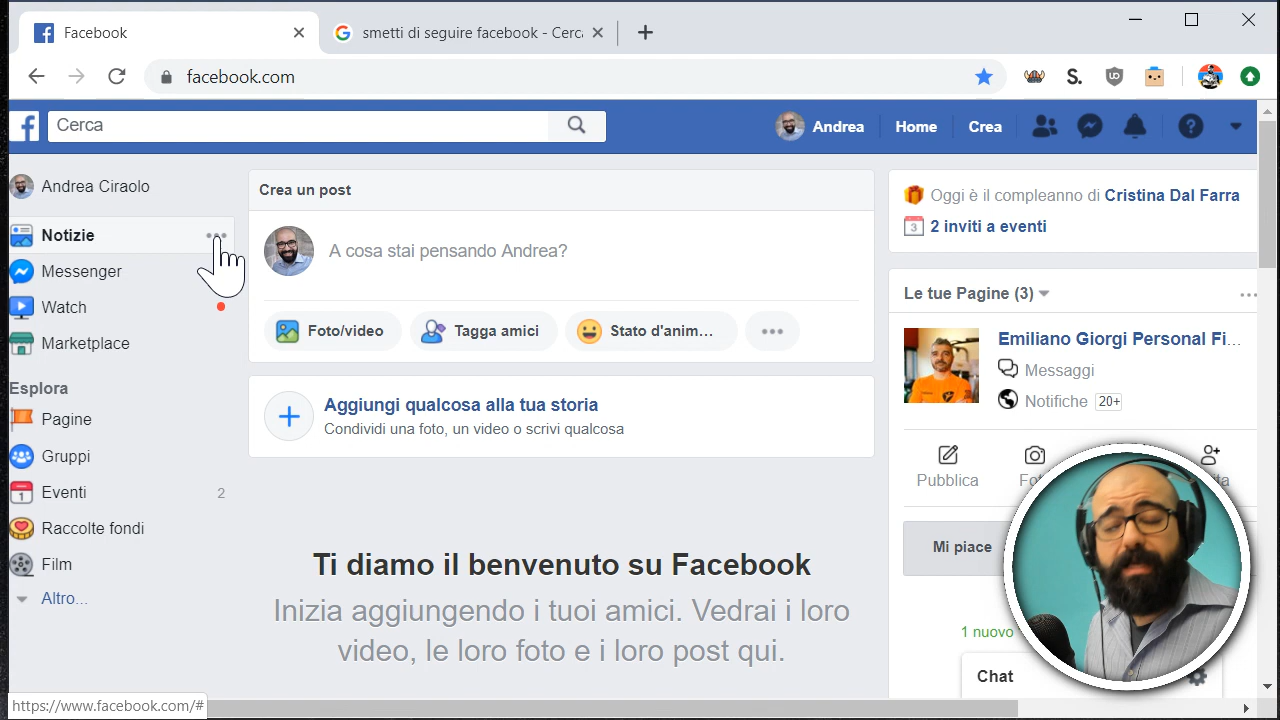 Facebook
smetti di seguire facebook - Cerc
facebook.com
S.
Cerca
Andrea
Home
Crea
Andrea Ciraolo
Notizie
Messenger
Watch
Marketplace
Esplora
Pagine
Gruppi
Eventi 2
Raccolte fondi
Film
Altro...
Crea un post
A cosa stai pensando Andrea?
Foto/video
Tagga amici
Stato d'anim...
Aggiungi qualcosa alla tua storia
Condividi una foto, un video o scrivi qualcosa
Ti diamo il benvenuto su Facebook
Inizia aggiungendo i tuoi amici. Vedrai i loro
video, le loro foto e i loro post qui.
Oggi è il compleanno di Cristina Dal Farra
3 2 inviti a eventi
Le tue Pagine (3)
Emiliano Giorgi Personal Fi...
Messaggi
Notifiche 20+
Pubblica
Mi piace
1 nuovo
Chat
https://www.facebook.com/#